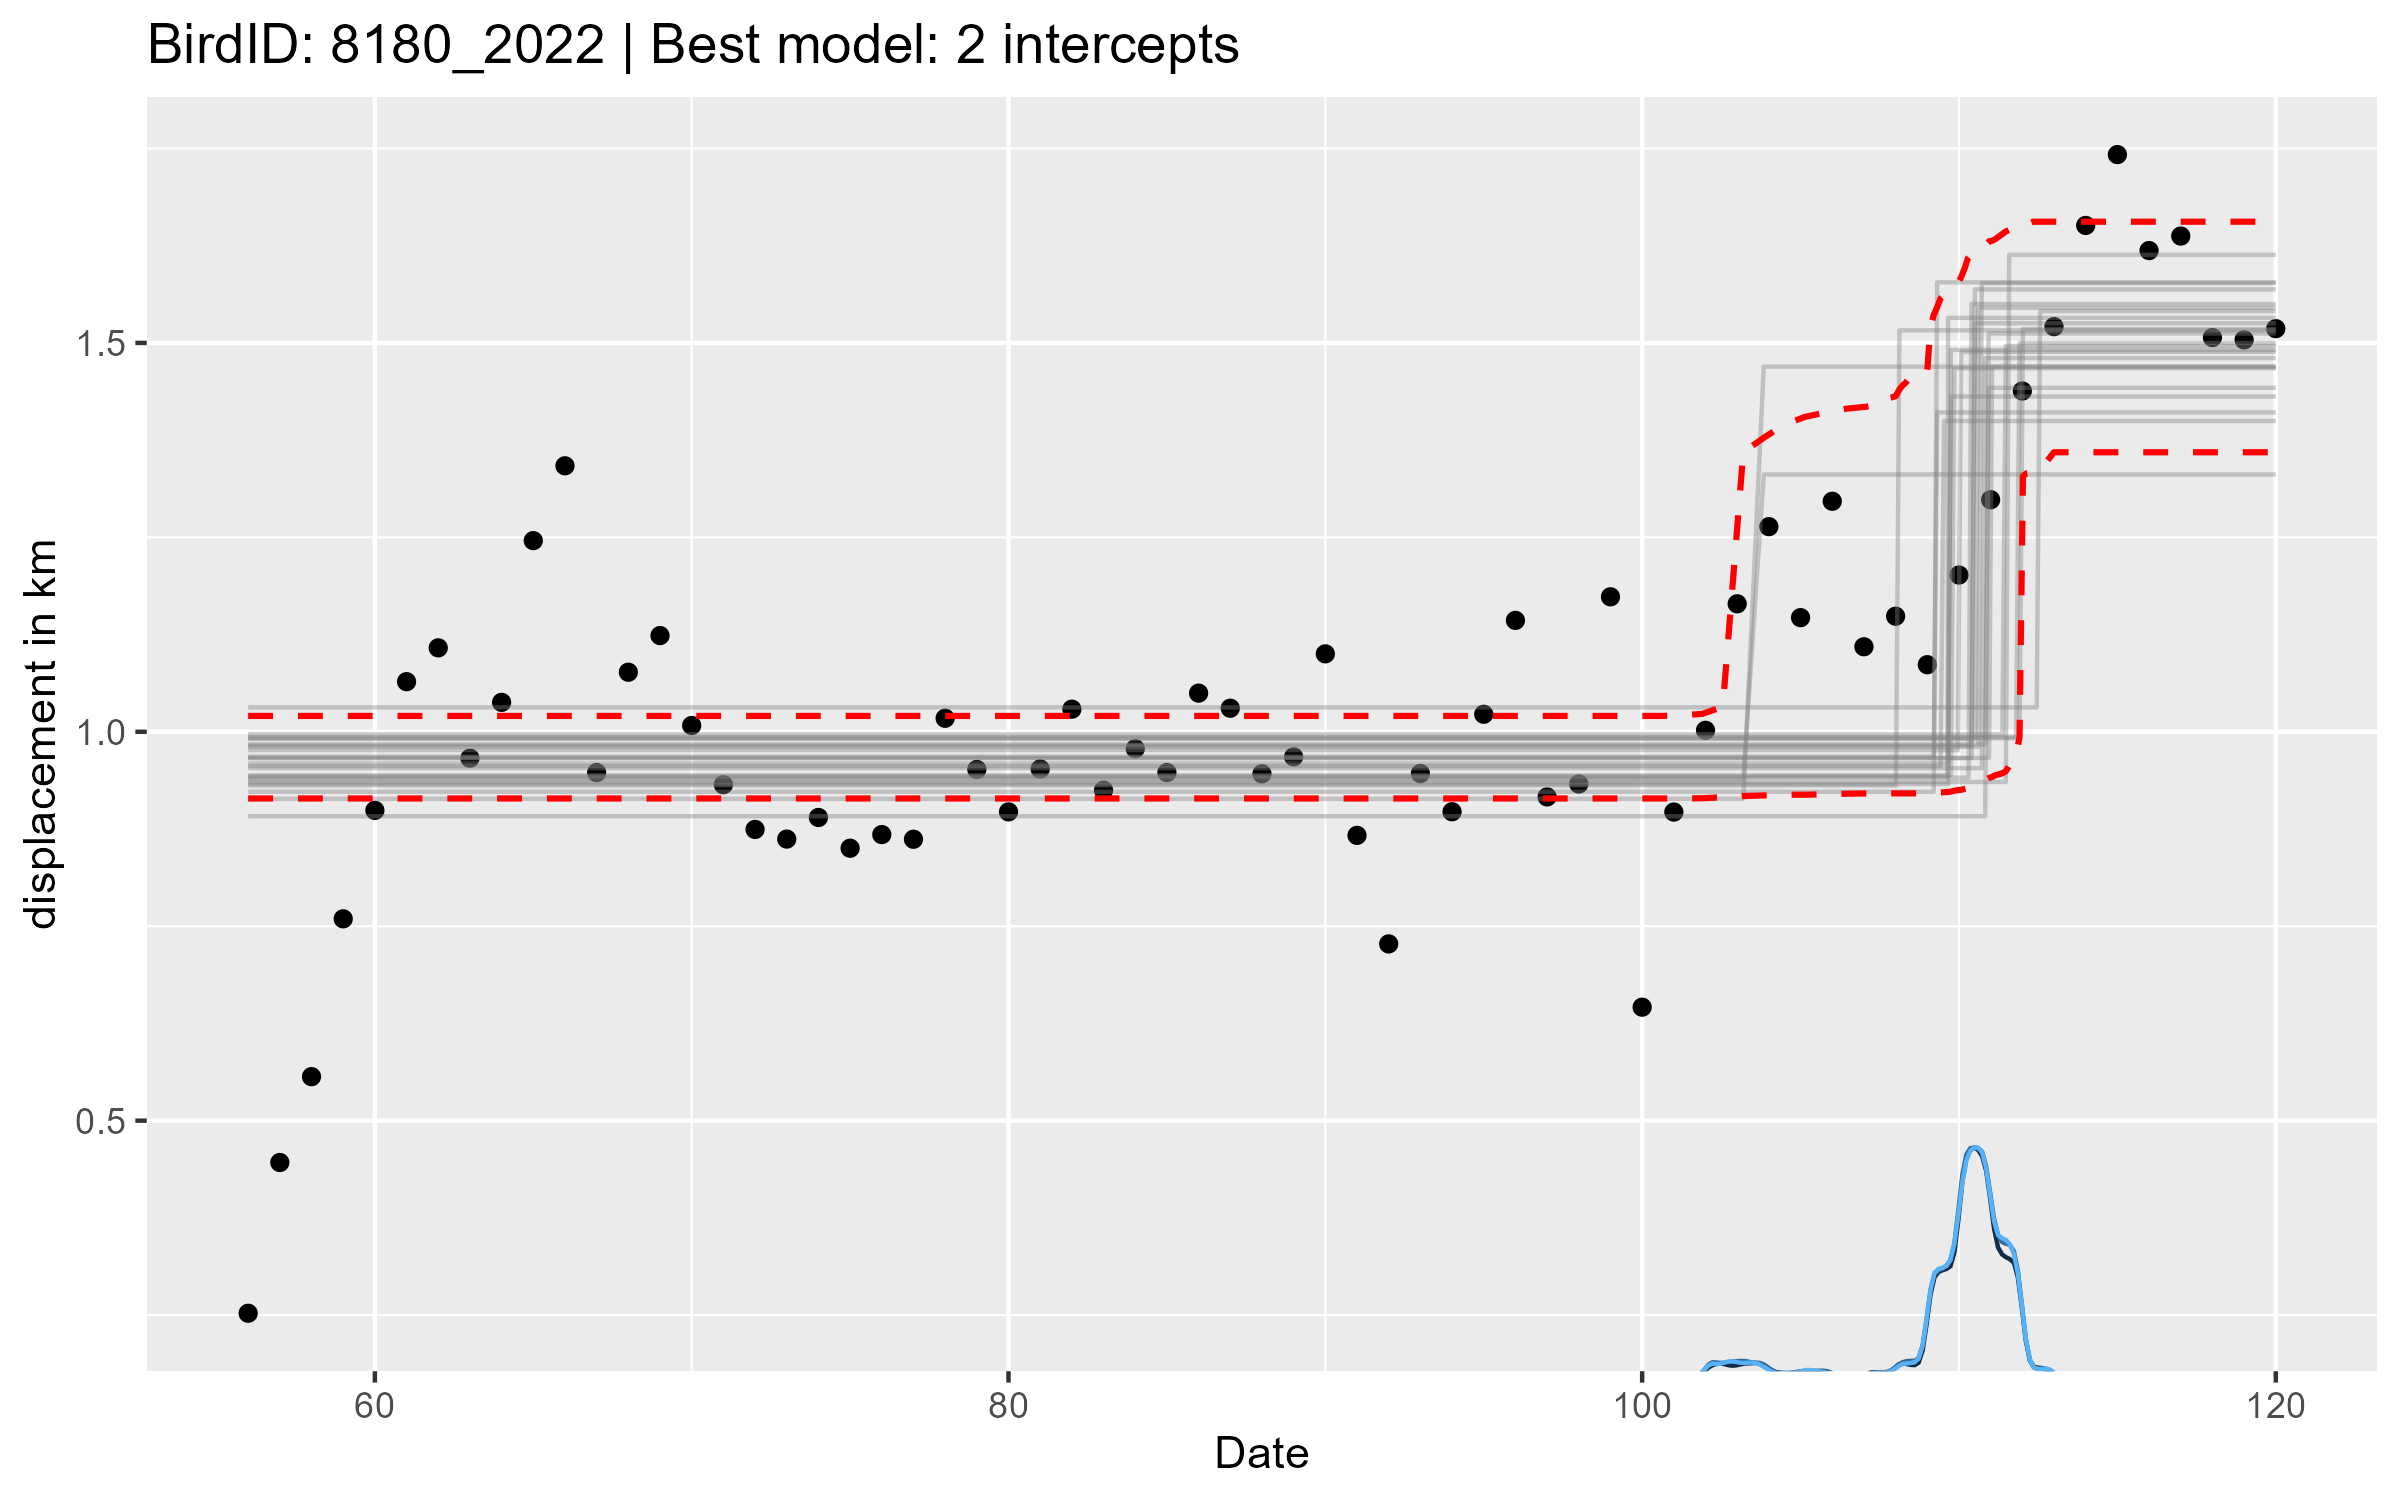 BirdID: 8180_2022 | Best model: 2 intercepts
displacement in km
1.5
1.0
0.5
60
80
100
120
Date